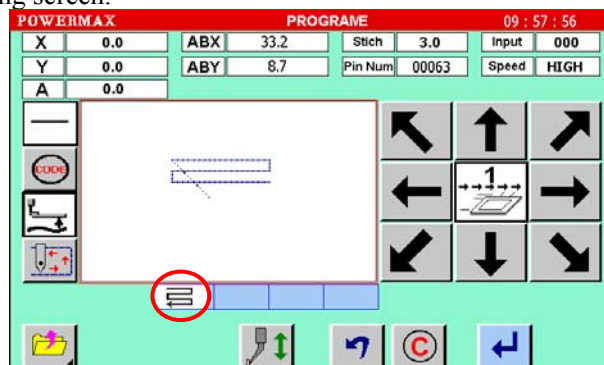 ng screen.
POWERMAX PROGRAME 09 : 57 : 56
X 0.0 ABX 33.2 Stich 3.0 Input 000
Y 0.0 ABY 8.7 Pin Num 00063 Speed HIGH
A 0.0
CODE
1
C